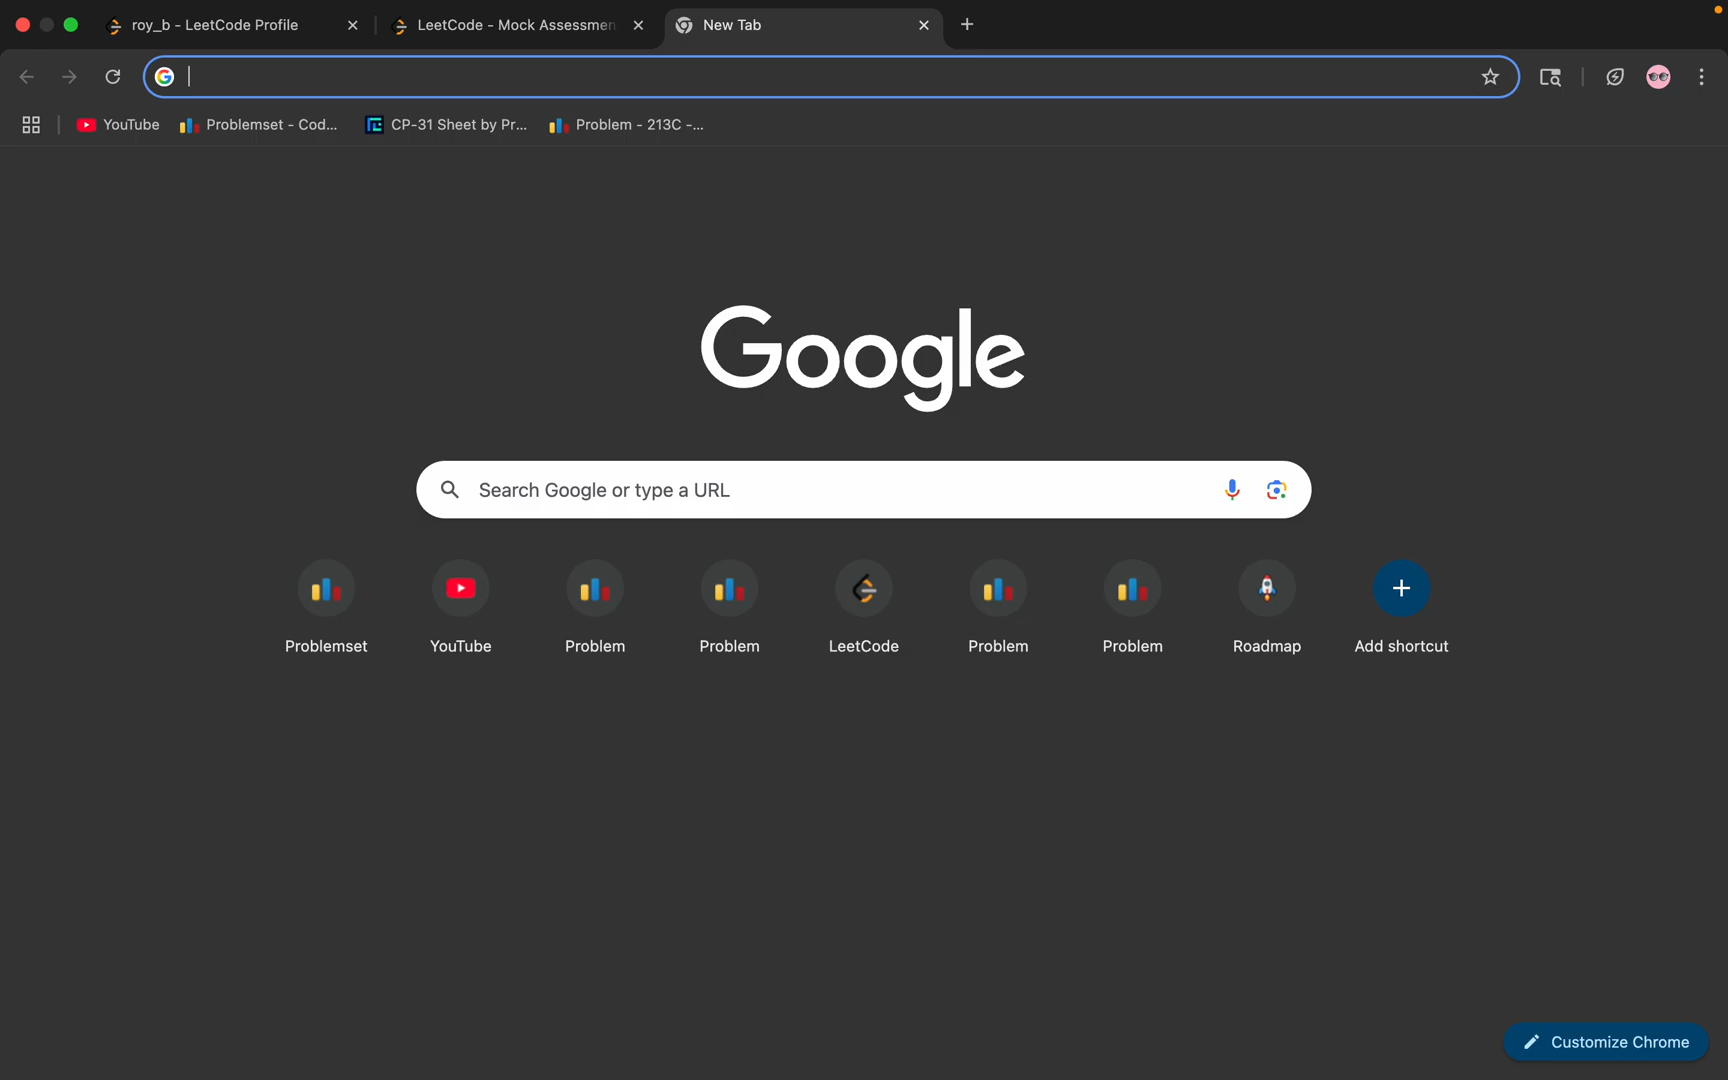 roy_b - LeetCode Profile
LeetCode - Mock Assessmen
New Tab
YouTube
Problemset - Cod...
CP-31 Sheet by Pr...
Problem - 213C -...
Google
Search Google or type a URL
Problemset
YouTube
Problem
Problem
LeetCode
Problem
Problem
Roadmap
Add shortcut
Customize Chrome